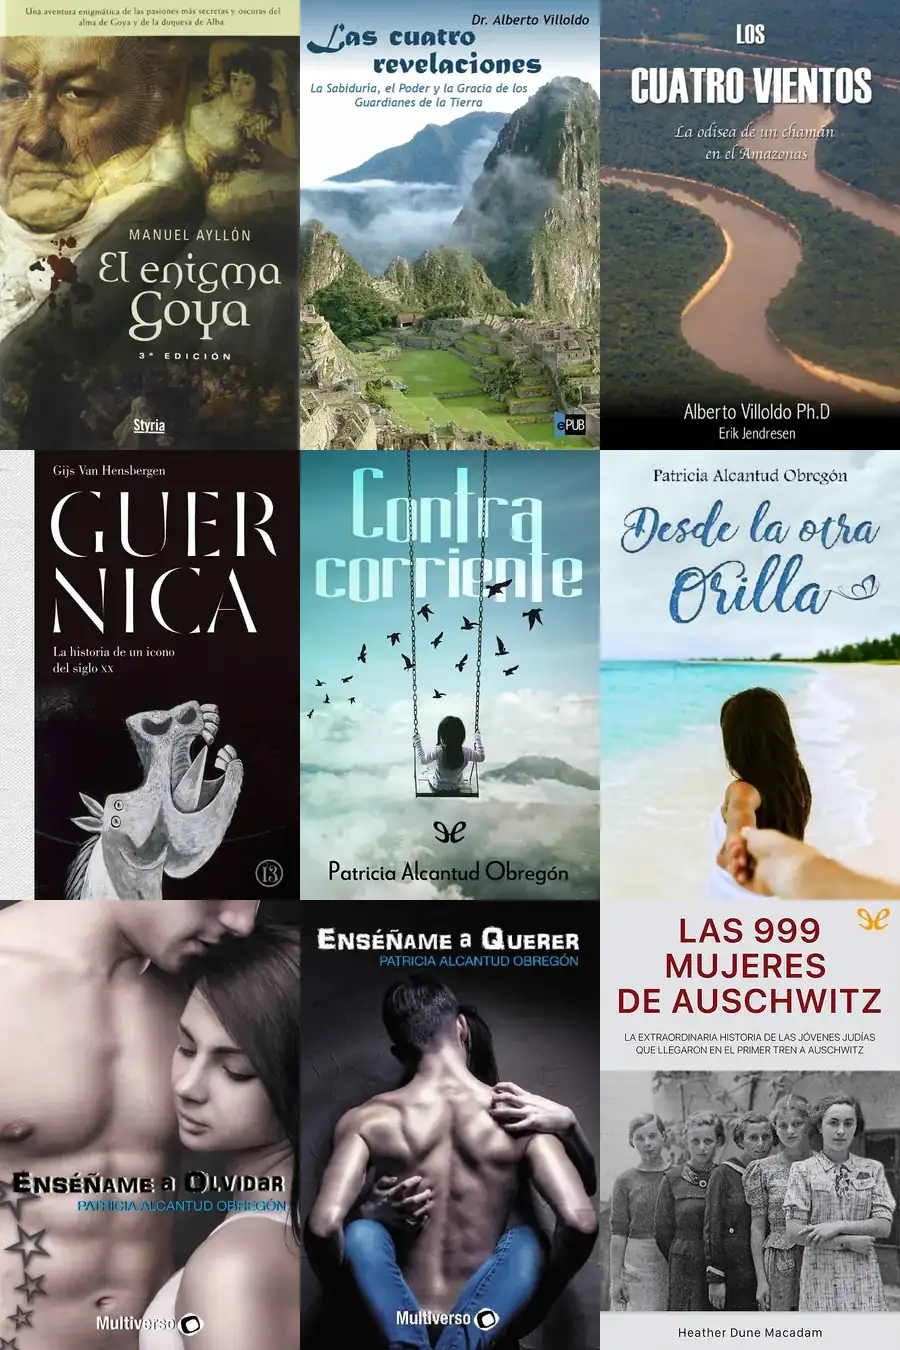 Una aventura enigmática de las pasiones más secretas y oscuras del
alma de Goya y de la duquesa de Alba.
MANUEL AYLLÓN
El enigma
Goya
3ª EDICIÓN
Styria
Dr. Alberto Villoldo
Las cuatro
revelaciones
La Sabiduría, el Poder y la Gracia de los
Guardianes de la Tierra
ePUB
LOS
CUATRO VIENTOS
La odisea de un chamán
en el Amazonas
Alberto Villoldo Ph.D
Erik Jendresen
Gijs Van Hensbergen
GUER
NICA
La historia de un icono
del siglo XX
13
Contra
corriente
Patricia Alcantud Obregón
Patricia Alcantud Obregón
Desde la otra
Orilla
ENSÉÑAME a OLVIDAR
PATRICIA ALCANTUD OBREGÓN
Multiverso
ENSÉÑAME a QUERER
PATRICIA ALCANTUD OBREGÓN
Multiverso
LAS 999
MUJERES
DE AUSCHWITZ
LA EXTRAORDINARIA HISTORIA DE LAS JÓVENES JUDÍAS
QUE LLEGARON EN EL PRIMER TREN A AUSCHWITZ
Heather Dune Macadam